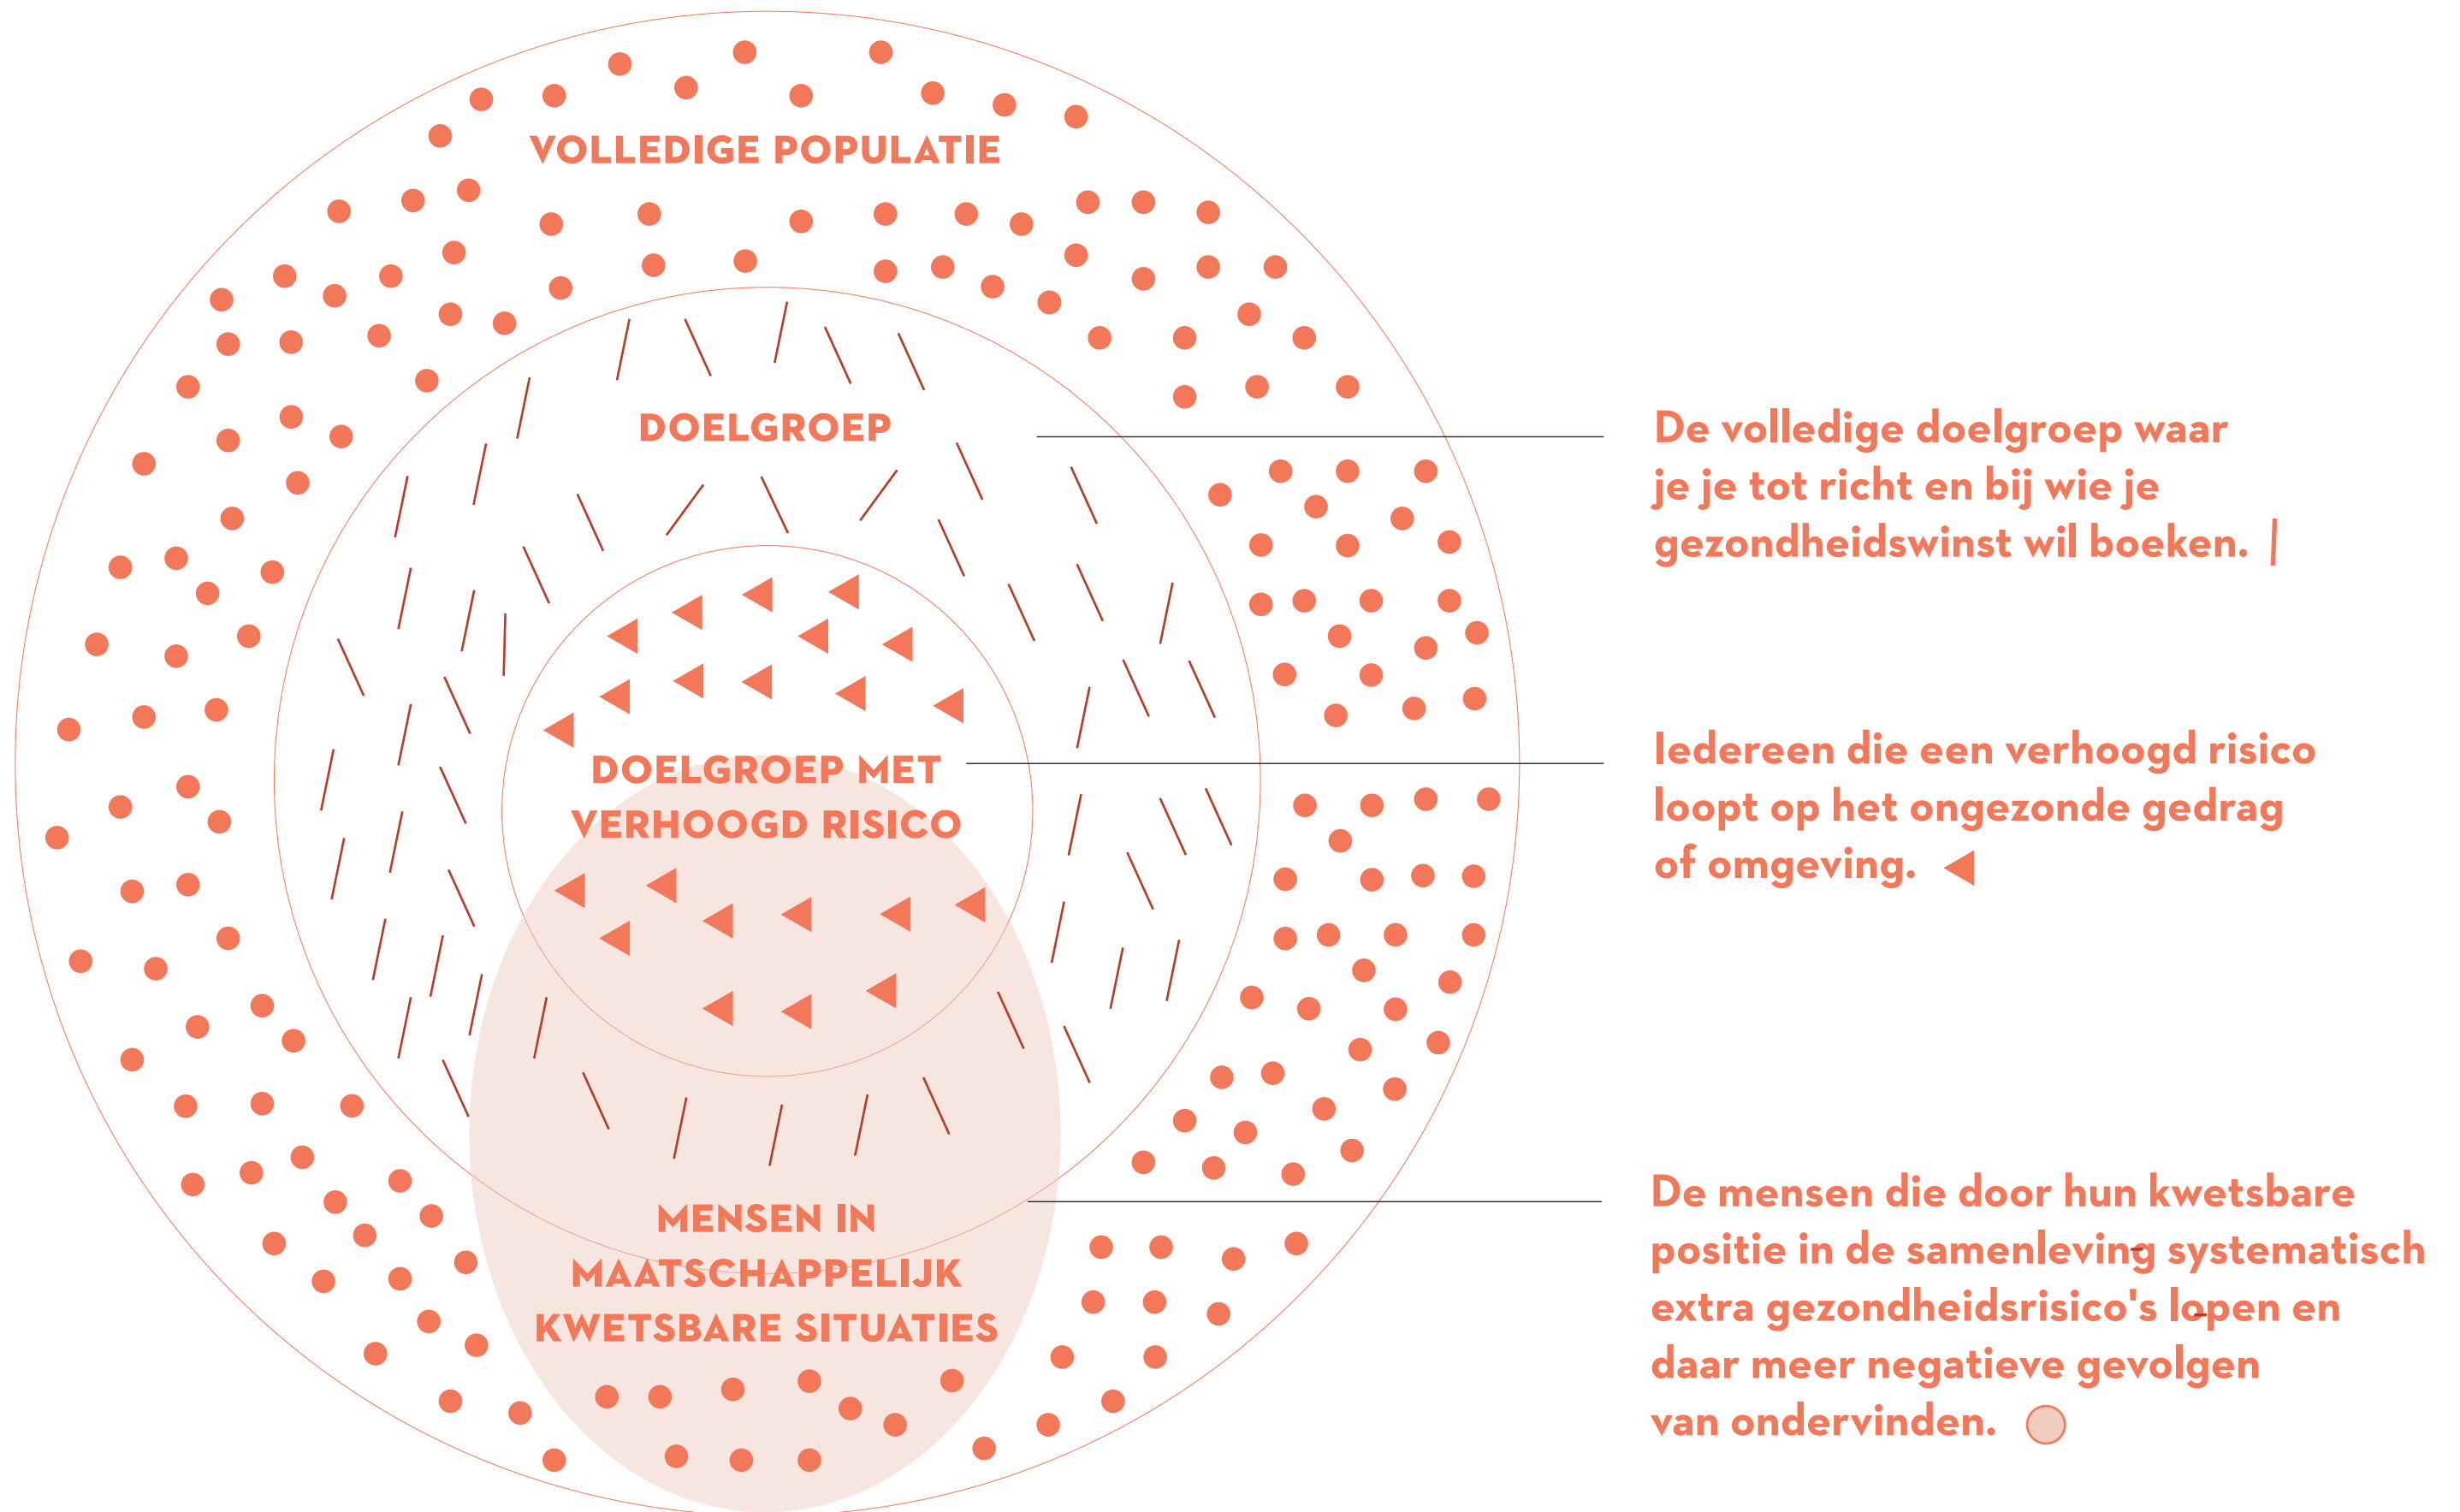 VOLLEDIGE POPULATIE
DOELGROEP
DOELGROEP MET
VERHOOGD RISICO
MENSEN IN
MAATSCHAPPELIJK
KWETSBARE SITUATIES
De volledige doelgroep waar
je je tot richt en bij wie je
gezondheidswinst wil boeken.
Iedereen die een verhoogd risico
loopt op het ongezonde gedrag
of omgeving.
De mensen die door hun kwetsbare
positie in de samenleving systematisch
extra gezondheidsrisico's lopen en
daar meer negatieve gevolgen
van ondervinden.